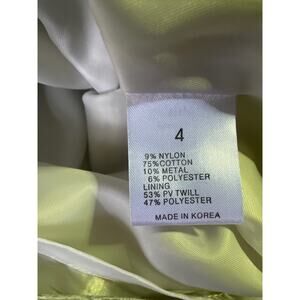 4
9% NYLON
75%COTTON
10% METAL
6% POLYESTER
LINING
53% PV TWILL
47% POLYESTER
MADE IN KOREA